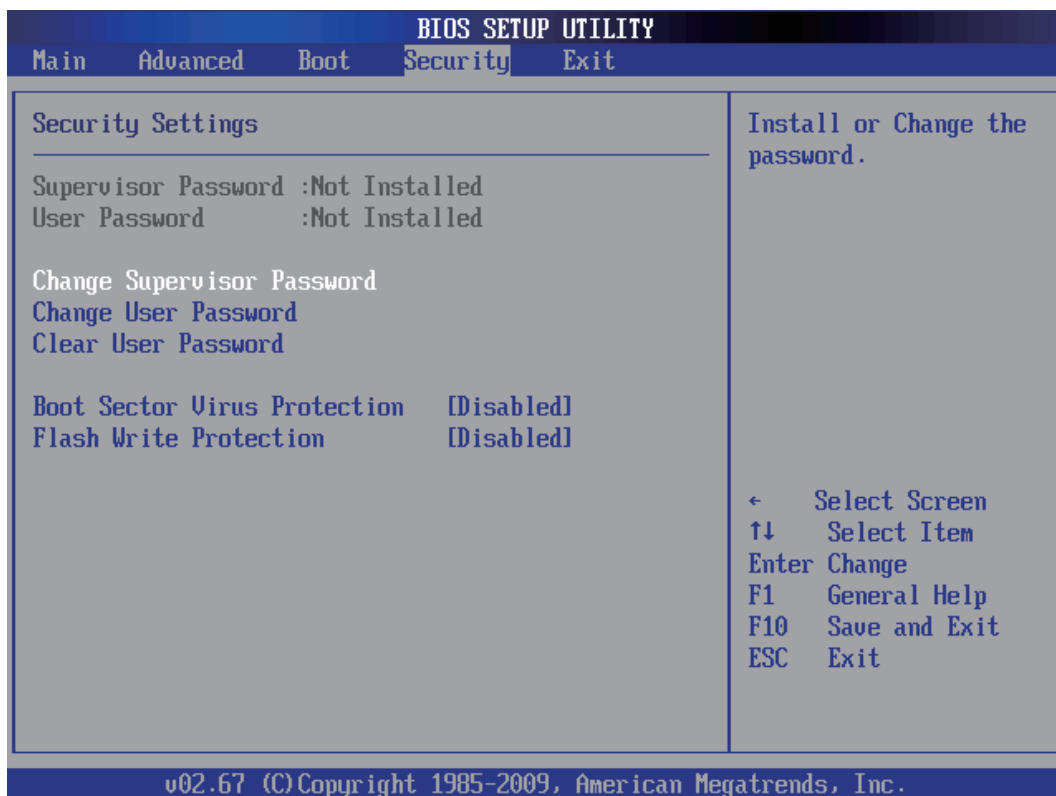 BIOS SETUP UTILITY
Main Advanced Boot Security Exit
Security Settings
Supervisor Password :Not Installed
User Password :Not Installed
Change Supervisor Password
Change User Password
Clear User Password
Boot Sector Virus Protection [Disabled]
Flash Write Protection [Disabled]
Install or Change the
password.
← Select Screen
↑↓ Select Item
Enter Change
F1 General Help
F10 Save and Exit
ESC Exit
v02.67 (C)Copyright 1985-2009, American Megatrends, Inc.